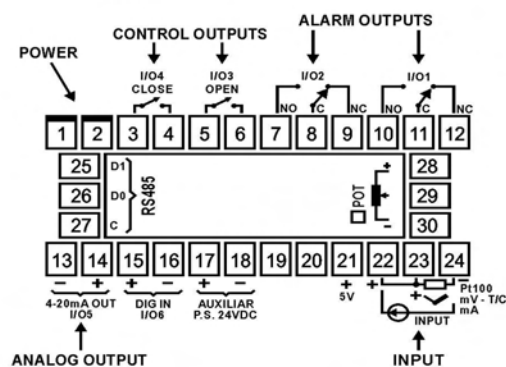 ALARM OUTPUTS
CONTROL OUTPUTS
POWER
I/O4
CLOSE
I/O3
OPEN
I/O2
I/O1
NO TC NC NO TC NC
1 2 3 4 5 6 7 8 9 10 11 12
25 D1 28
26 D0 RS485 POT + 29
27 C − 30
13 14 15 16 17 18 19 20 21 22 23 24
− + + − + − + + + −
4-20mA OUT
I/O5
DIG IN
I/O6
AUXILIAR
P.S. 24VDC
5V
Pt100
mV - T/C
mA
INPUT
ANALOG OUTPUT
INPUT